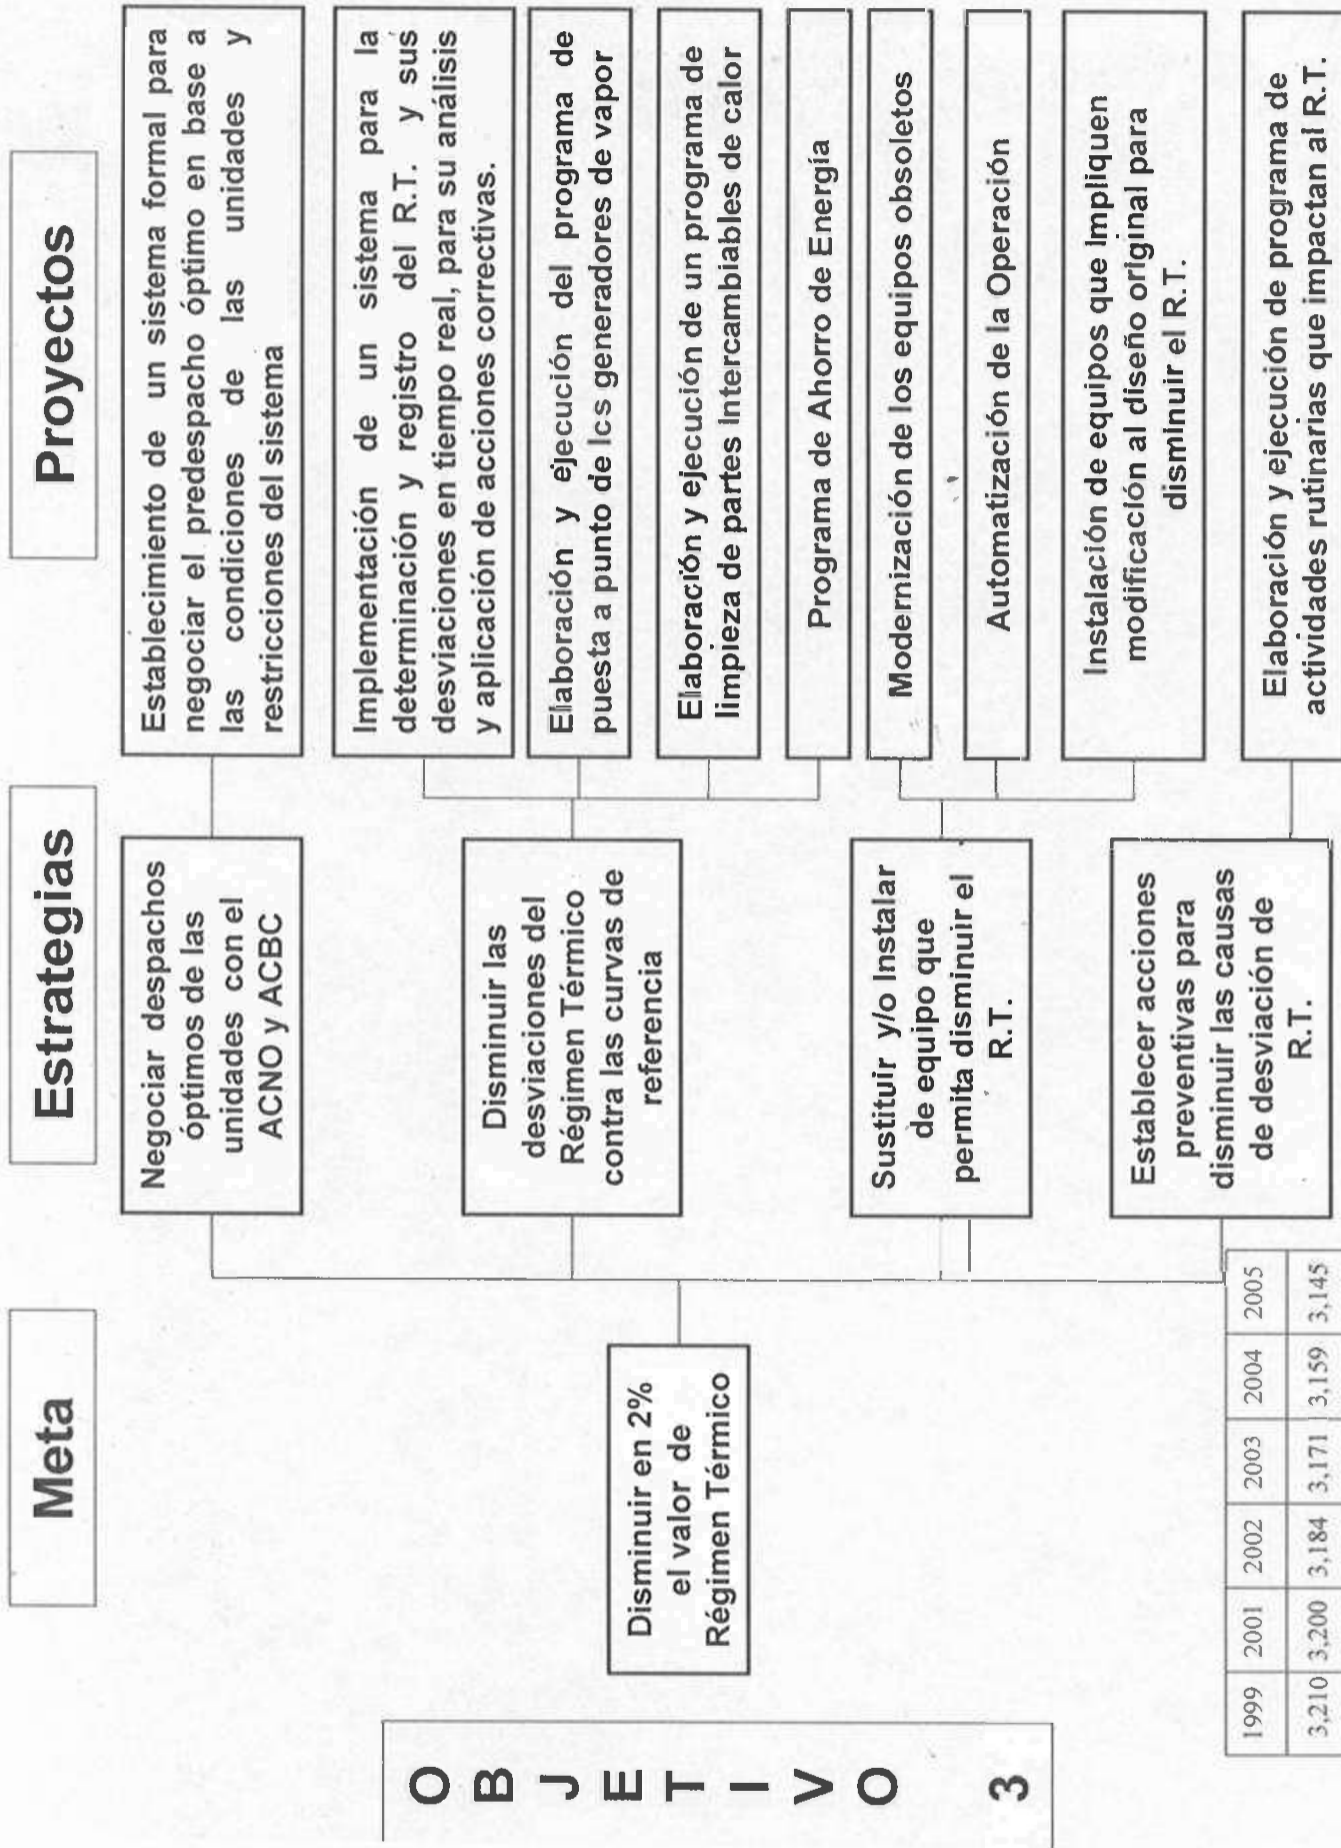 Meta
Estrategias
Proyectos
O
B
J
E
T
I
V
O
3
Disminuir en 2%
el valor de
Régimen Térmico
Negociar despachos
óptimos de las
unidades con el
ACNO y ACBC
Establecimiento de un sistema formal para
negociar el predespacho óptimo en base a
las condiciones de las unidades y
restricciones del sistema
Disminuir las
desviaciones del
Régimen Térmico
contra las curvas de
referencia
Implementación de un sistema para la
determinación y registro del R.T. y sus
desviaciones en tiempo real, para su análisis
y aplicación de acciones correctivas.
Elaboración y ejecución del programa de
puesta a punto de los generadores de vapor
Elaboración y ejecución de un programa de
limpieza de partes Intercambiables de calor
Programa de Ahorro de Energía
Sustituir y/o Instalar
de equipo que
permita disminuir el
R.T.
Modernización de los equipos obsoletos
Automatización de la Operación
Instalación de equipos que Impliquen
modificación al diseño original para
disminuir el R.T.
Establecer acciones
preventivas para
disminuir las causas
de desviación de
R.T.
Elaboración y ejecución de programa de
actividades rutinarias que impactan al R.T.
1999 2001 2002 2003 2004 2005
3,210 3,200 3,184 3,171 3,159 3,145